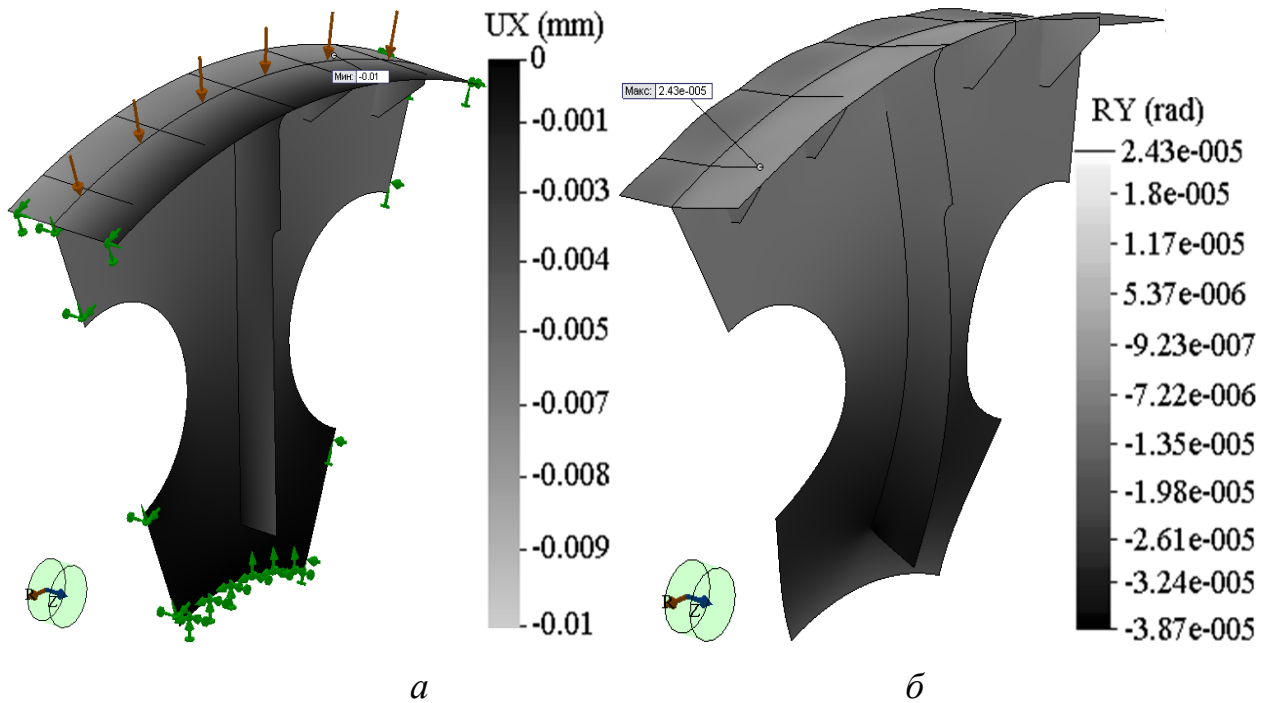 UX (mm)
0
-0.001
-0.003
-0.004
-0.005
-0.007
-0.008
-0.009
-0.01
Мин: -0.01
R
Z
а
Макс: 2.43e-005
RY (rad)
2.43e-005
1.8e-005
1.17e-005
5.37e-006
-9.23e-007
-7.22e-006
-1.35e-005
-1.98e-005
-2.61e-005
-3.24e-005
-3.87e-005
R
Z
б